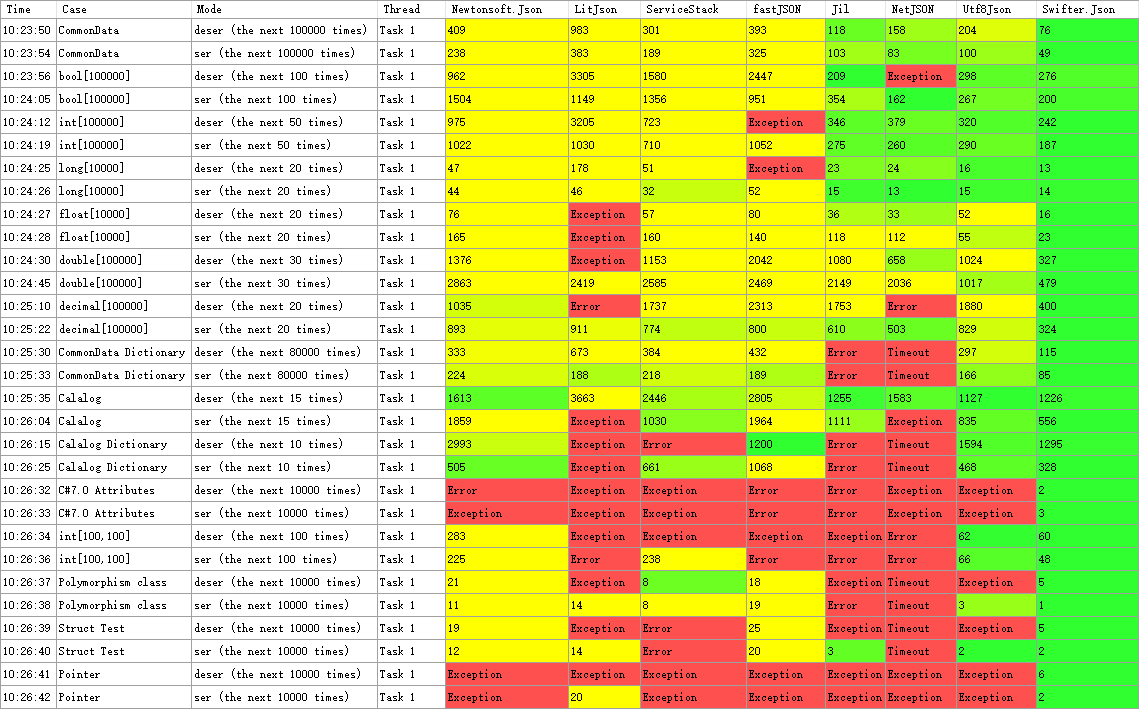 Time Case Mode Thread Newtonsoft.Json LitJson ServiceStack fastJSON Jil NetJSON Utf8Json Swifter.Json
10:23:50 CommonData deser (the next 100000 times) Task 1 409 983 301 393 118 158 204 76
10:23:54 CommonData ser (the next 100000 times) Task 1 238 383 189 325 103 83 100 49
10:23:56 bool[100000] deser (the next 100 times) Task 1 962 3305 1580 2447 209 Exception 298 276
10:24:05 bool[100000] ser (the next 100 times) Task 1 1504 1149 1356 951 354 162 267 200
10:24:12 int[100000] deser (the next 50 times) Task 1 975 3205 723 Exception 346 379 320 242
10:24:19 int[100000] ser (the next 50 times) Task 1 1022 1030 710 1052 275 260 290 187
10:24:25 long[10000] deser (the next 20 times) Task 1 47 178 51 Exception 23 24 16 13
10:24:26 long[10000] ser (the next 20 times) Task 1 44 46 32 52 15 13 15 14
10:24:27 float[10000] deser (the next 20 times) Task 1 76 Exception 57 80 36 33 52 16
10:24:28 float[10000] ser (the next 20 times) Task 1 165 Exception 160 140 118 112 55 23
10:24:30 double[100000] deser (the next 30 times) Task 1 1376 Exception 1153 2042 1080 658 1024 327
10:24:45 double[100000] ser (the next 30 times) Task 1 2863 2419 2585 2469 2149 2036 1017 479
10:25:10 decimal[100000] deser (the next 20 times) Task 1 1035 Error 1737 2313 1753 Error 1880 400
10:25:22 decimal[100000] ser (the next 20 times) Task 1 893 911 774 800 610 503 829 324
10:25:30 CommonData Dictionary deser (the next 80000 times) Task 1 333 673 384 432 Error Timeout 297 115
10:25:33 CommonData Dictionary ser (the next 80000 times) Task 1 224 188 218 189 Error Timeout 166 85
10:25:35 Calalog deser (the next 15 times) Task 1 1613 3663 2446 2805 1255 1583 1127 1226
10:26:04 Calalog ser (the next 15 times) Task 1 1859 Exception 1030 1964 1111 Exception 835 556
10:26:15 Calalog Dictionary deser (the next 10 times) Task 1 2993 Exception Error 1200 Error Timeout 1594 1295
10:26:25 Calalog Dictionary ser (the next 10 times) Task 1 505 Exception 661 1068 Error Timeout 468 328
10:26:32 C#7.0 Attributes deser (the next 10000 times) Task 1 Error Exception Exception Error Error Exception Exception 2
10:26:33 C#7.0 Attributes ser (the next 10000 times) Task 1 Exception Exception Exception Error Error Exception Exception 3
10:26:34 int[100,100] deser (the next 100 times) Task 1 283 Exception Exception Exception Exception Error 62 60
10:26:36 int[100,100] ser (the next 100 times) Task 1 225 Error 238 Exception Error Error 66 48
10:26:37 Polymorphism class deser (the next 10000 times) Task 1 21 Exception 8 18 Exception Timeout Exception 5
10:26:38 Polymorphism class ser (the next 10000 times) Task 1 11 14 8 19 Error Timeout 3 1
10:26:39 Struct Test deser (the next 10000 times) Task 1 19 Exception Error 25 Exception Timeout Exception 5
10:26:40 Struct Test ser (the next 10000 times) Task 1 12 14 Error 20 3 Timeout 2 2
10:26:41 Pointer deser (the next 10000 times) Task 1 Exception Exception Exception Exception Exception Exception Exception 6
10:26:42 Pointer ser (the next 10000 times) Task 1 Exception 20 Exception Exception Exception Exception Exception 2